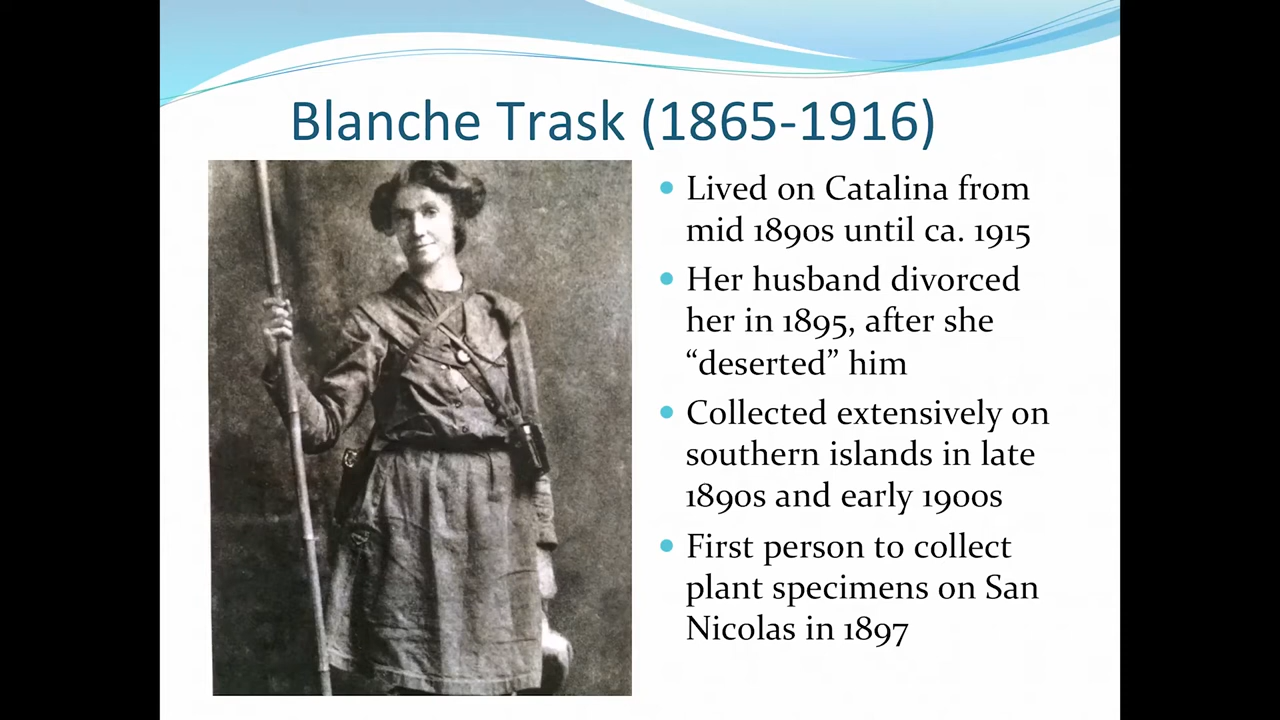 Blanche Trask (1865-1916)
Lived on Catalina from
mid 1890s until ca. 1915
Her husband divorced
her in 1895, after she
“deserted” him
Collected extensively on
southern islands in late
1890s and early 1900s
First person to collect
plant specimens on San
Nicolas in 1897